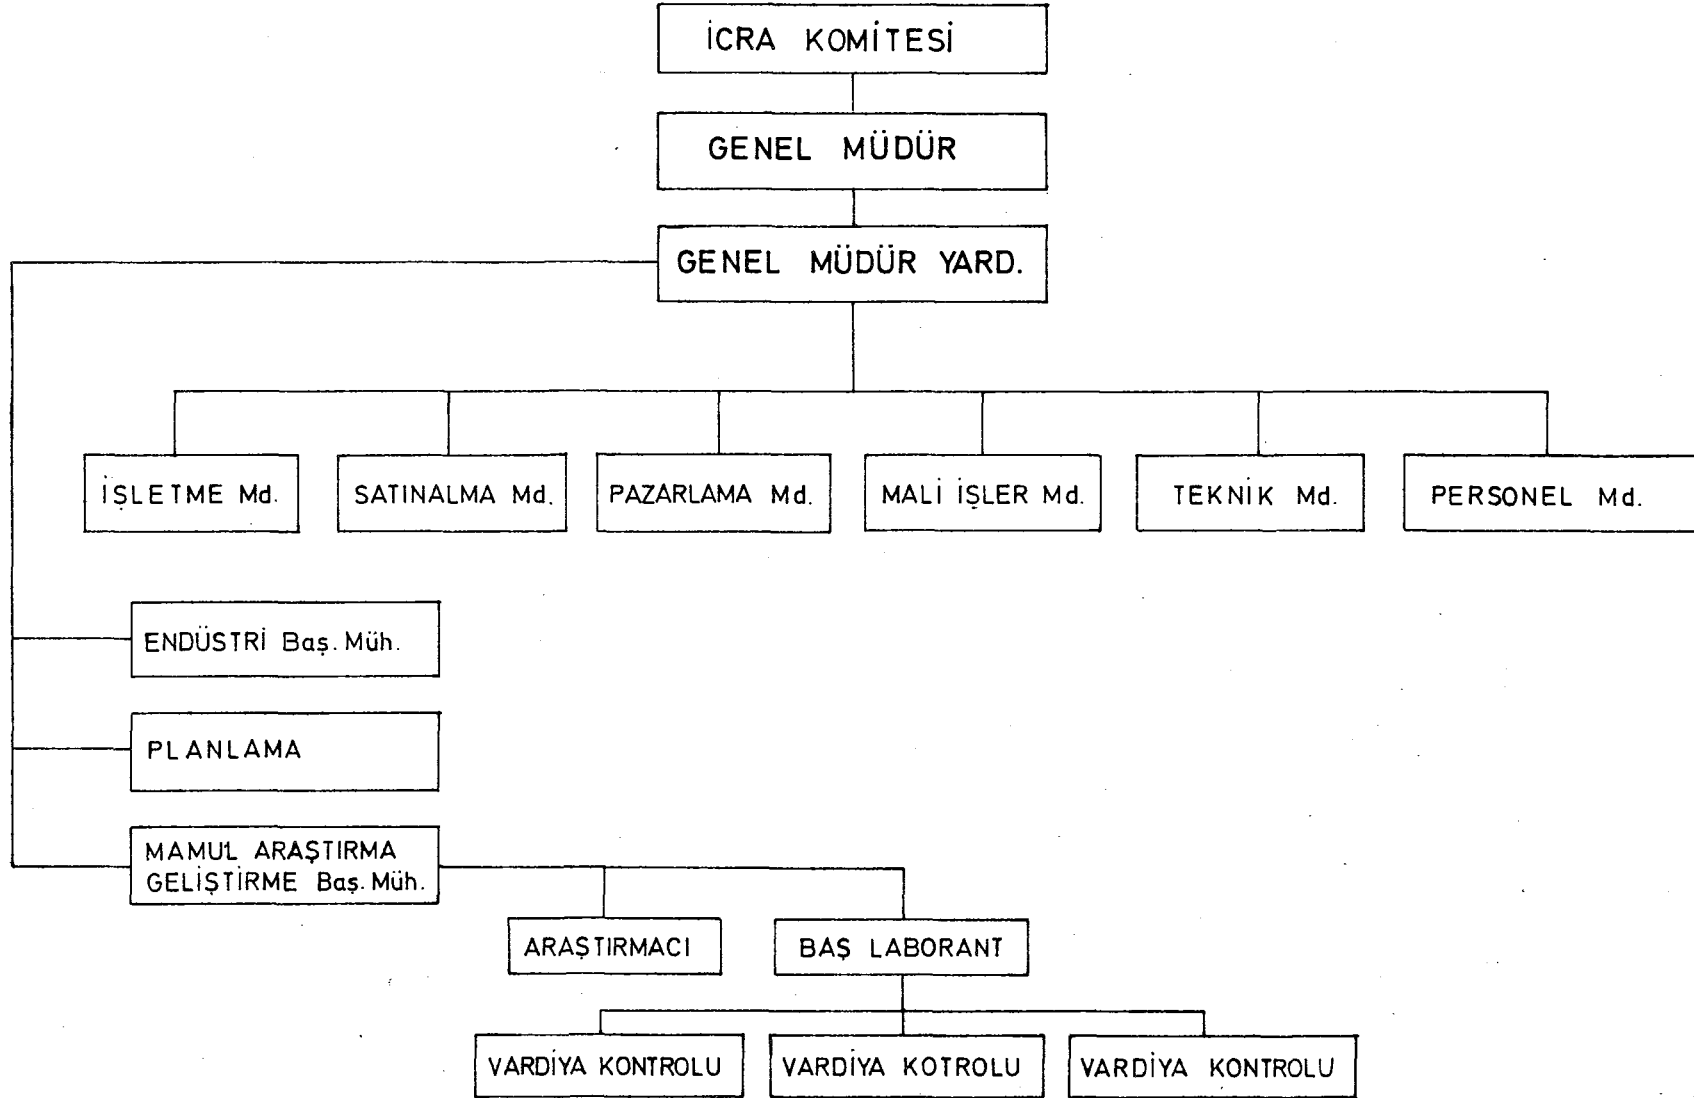 İCRA KOMİTESİ
GENEL MÜDÜR
GENEL MÜDÜR YARD.
İŞLETME Md.
SATINALMA Md.
PAZARLAMA Md.
MALİ İŞLER Md.
TEKNİK Md.
PERSONEL Md.
ENDÜSTRİ Baş. Müh.
PLANLAMA
MAMUL ARAŞTIRMA
GELİŞTİRME Baş. Müh.
ARAŞTIRMACI
BAŞ LABORANT
VARDİYA KONTROLU
VARDİYA KOTROLU
VARDİYA KONTROLU